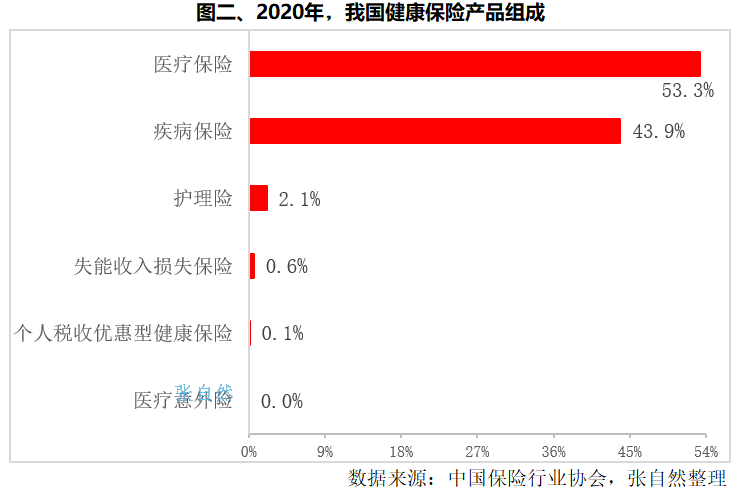 图二、2020年，我国健康保险产品组成
医疗保险
53.3%
疾病保险
43.9%
护理险
2.1%
失能收入损失保险
0.6%
个人税收优惠型健康保险
0.1%
张自然
医疗意外险
0.0%
0%
9%
18%
27%
36%
45%
54%
数据来源：中国保险行业协会，张自然整理